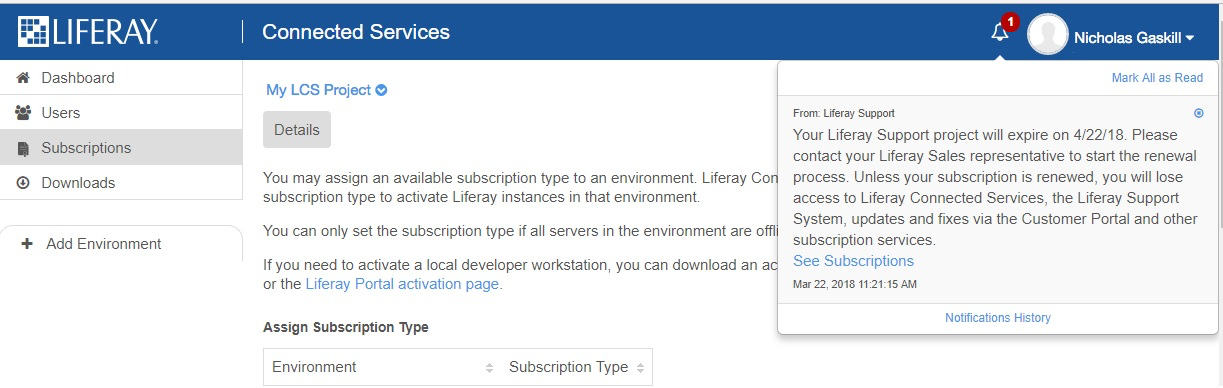 LIFERAY.
Connected Services
1
Nicholas Gaskill
Dashboard
Users
Subscriptions
Downloads
Add Environment
My LCS Project
Details
You may assign an available subscription type to an environment. Liferay Con
subscription type to activate Liferay instances in that environment.
You can only set the subscription type if all servers in the environment are offli
If you need to activate a local developer workstation, you can download an ac
or the Liferay Portal activation page.
Assign Subscription Type
Environment Subscription Type
Mark All as Read
From: Liferay Support
Your Liferay Support project will expire on 4/22/18. Please
contact your Liferay Sales representative to start the renewal
process. Unless your subscription is renewed, you will lose
access to Liferay Connected Services, the Liferay Support
System, updates and fixes via the Customer Portal and other
subscription services.
See Subscriptions
Mar 22, 2018 11:21:15 AM
Notifications History